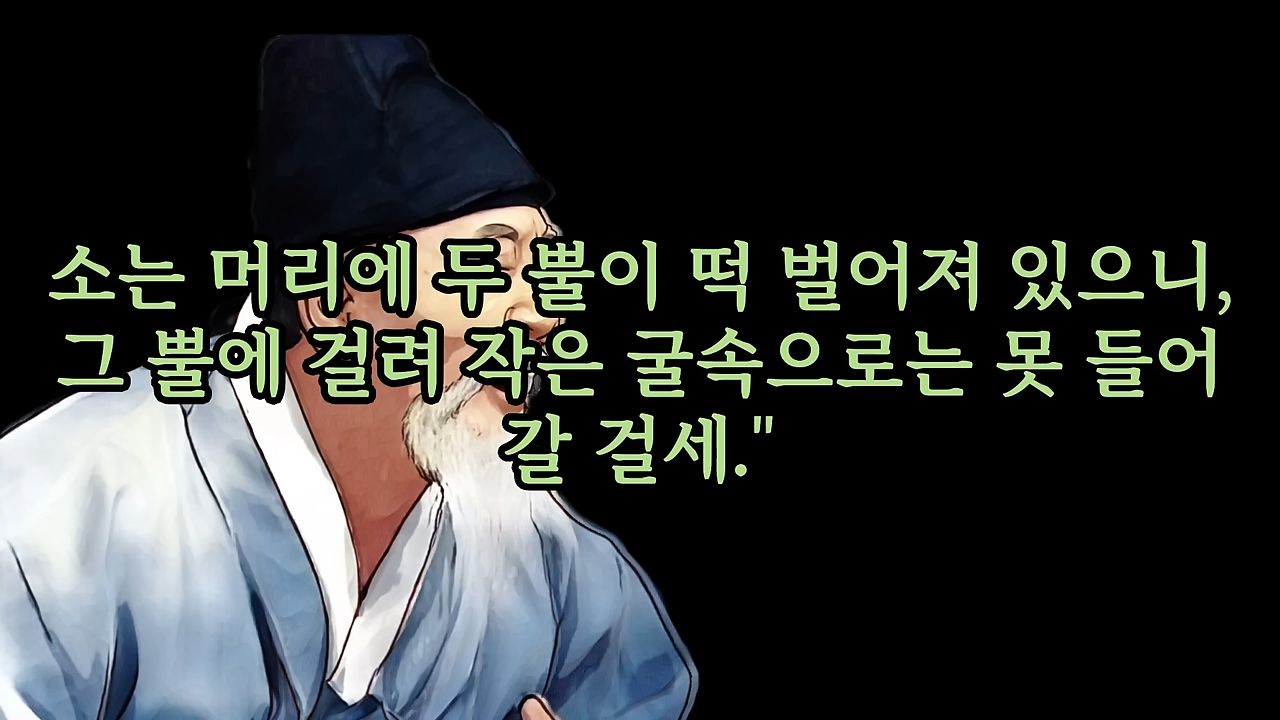 소는 머리에 두 뿔이 떡 벌어져 있으니,
그 뿔에 걸려 작은 굴속으로는 못 들어
갈 걸세."